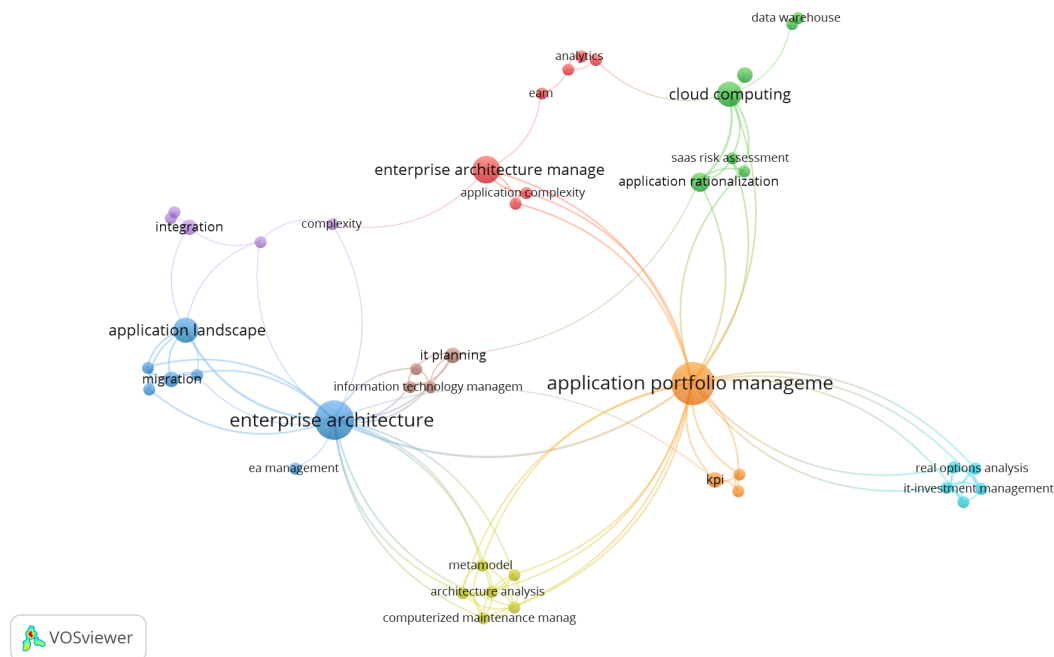 data warehouse
analytics
eam
cloud computing
saas risk assessment
enterprise architecture manage
application rationalization
application complexity
integration
complexity
application landscape
it planning
migration
information technology managem
application portfolio manageme
enterprise architecture
ea management
real options analysis
kpi
it-investment management
metamodel
architecture analysis
computerized maintenance manag
VOSviewer